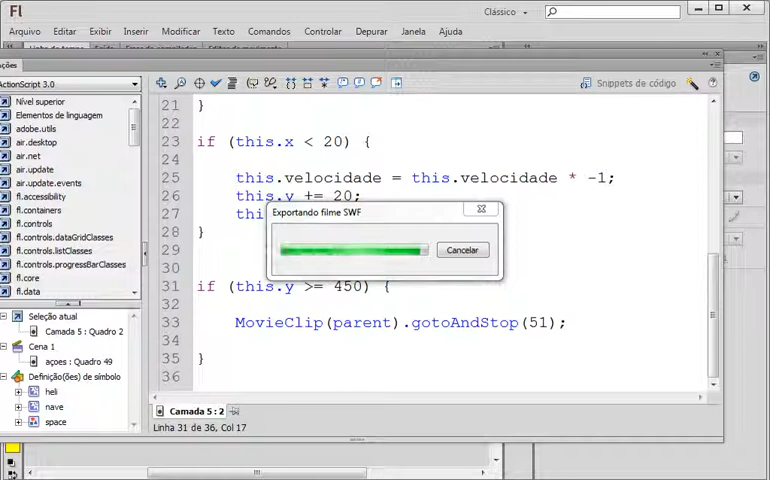 Fl
Clássico
Arquivo Editar Exibir Inserir Modificar Texto Comandos Controlar Depurar Janela Ajuda
ações
ActionScript 3.0
Snippets de código
Nível superior
Elementos de linguagem
adobe.utils
air.desktop
air.net
air.update
air.update.events
fl.accessibility
fl.containers
fl.controls
fl.controls.dataGridClasses
fl.controls.listClasses
fl.controls.progressBarClasses
fl.core
fl.data
Seleção atual
Camada 5 : Quadro 2
Cena 1
açoes : Quadro 49
Definição(ões) de símbolo
heli
nave
space
21 }
22
23 if (this.x < 20) {
24
25 this.velocidade = this.velocidade * -1;
26 this.y += 20;
27
28 }
29
30
31 if (this.y >= 450) {
32
33 MovieClip(parent).gotoAndStop(51);
34
35 }
36
Exportando filme SWF
Cancelar
Camada 5 : 2
Linha 31 de 36, Col 17